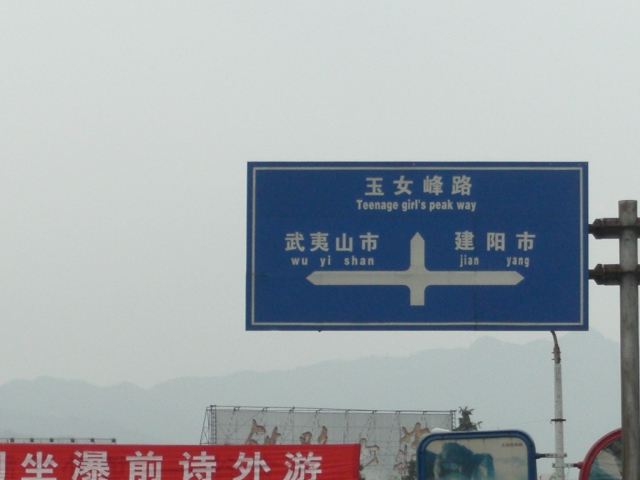 玉女峰路
Teenage girl's peak way
武夷山市 建阳市
wu yi shan jian yang
坐瀑前诗外游